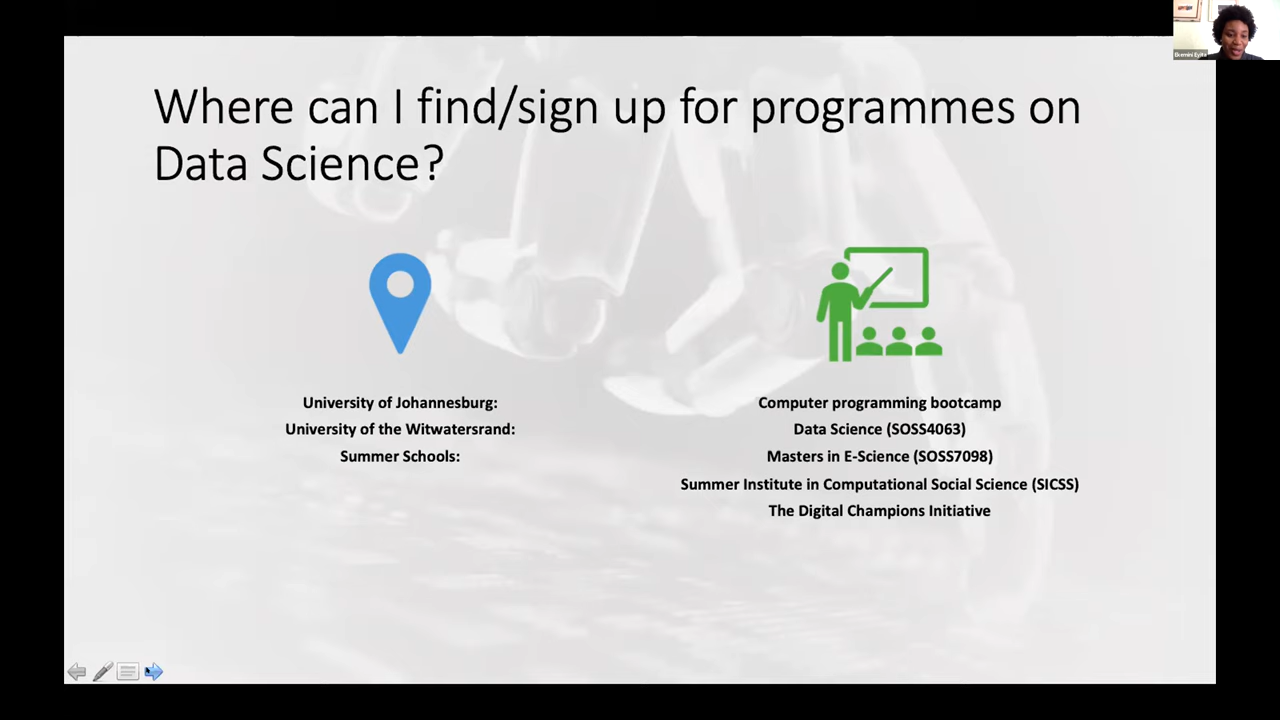 Where can I find/sign up for programmes on
Data Science?
University of Johannesburg:
University of the Witwatersrand:
Summer Schools:
Computer programming bootcamp
Data Science (SOSS4063)
Masters in E-Science (SOSS7098)
Summer Institute in Computational Social Science (SICSS)
The Digital Champions Initiative